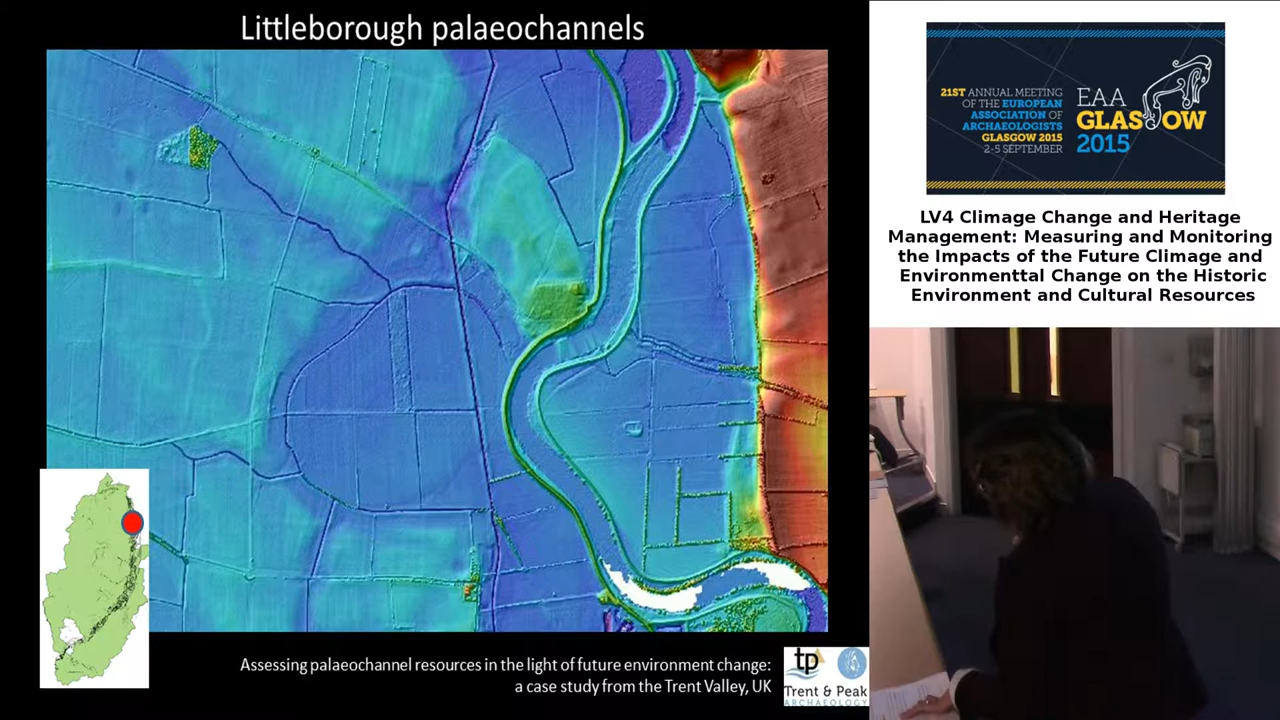 Littleborough palaeochannels
Assessing palaeochannel resources in the light of future environment change:
a case study from the Trent Valley, UK
tp
Trent & Peak
ARCHAEOLOGY
21ST ANNUAL MEETING
OF THE EUROPEAN
ASSOCIATION OF
ARCHAEOLOGISTS
GLASGOW 2015
2-5 SEPTEMBER
EAA
GLASGOW
2015
LV4 Climage Change and Heritage
Management: Measuring and Monitoring
the Impacts of the Future Climage and
Environmenttal Change on the Historic
Environment and Cultural Resources